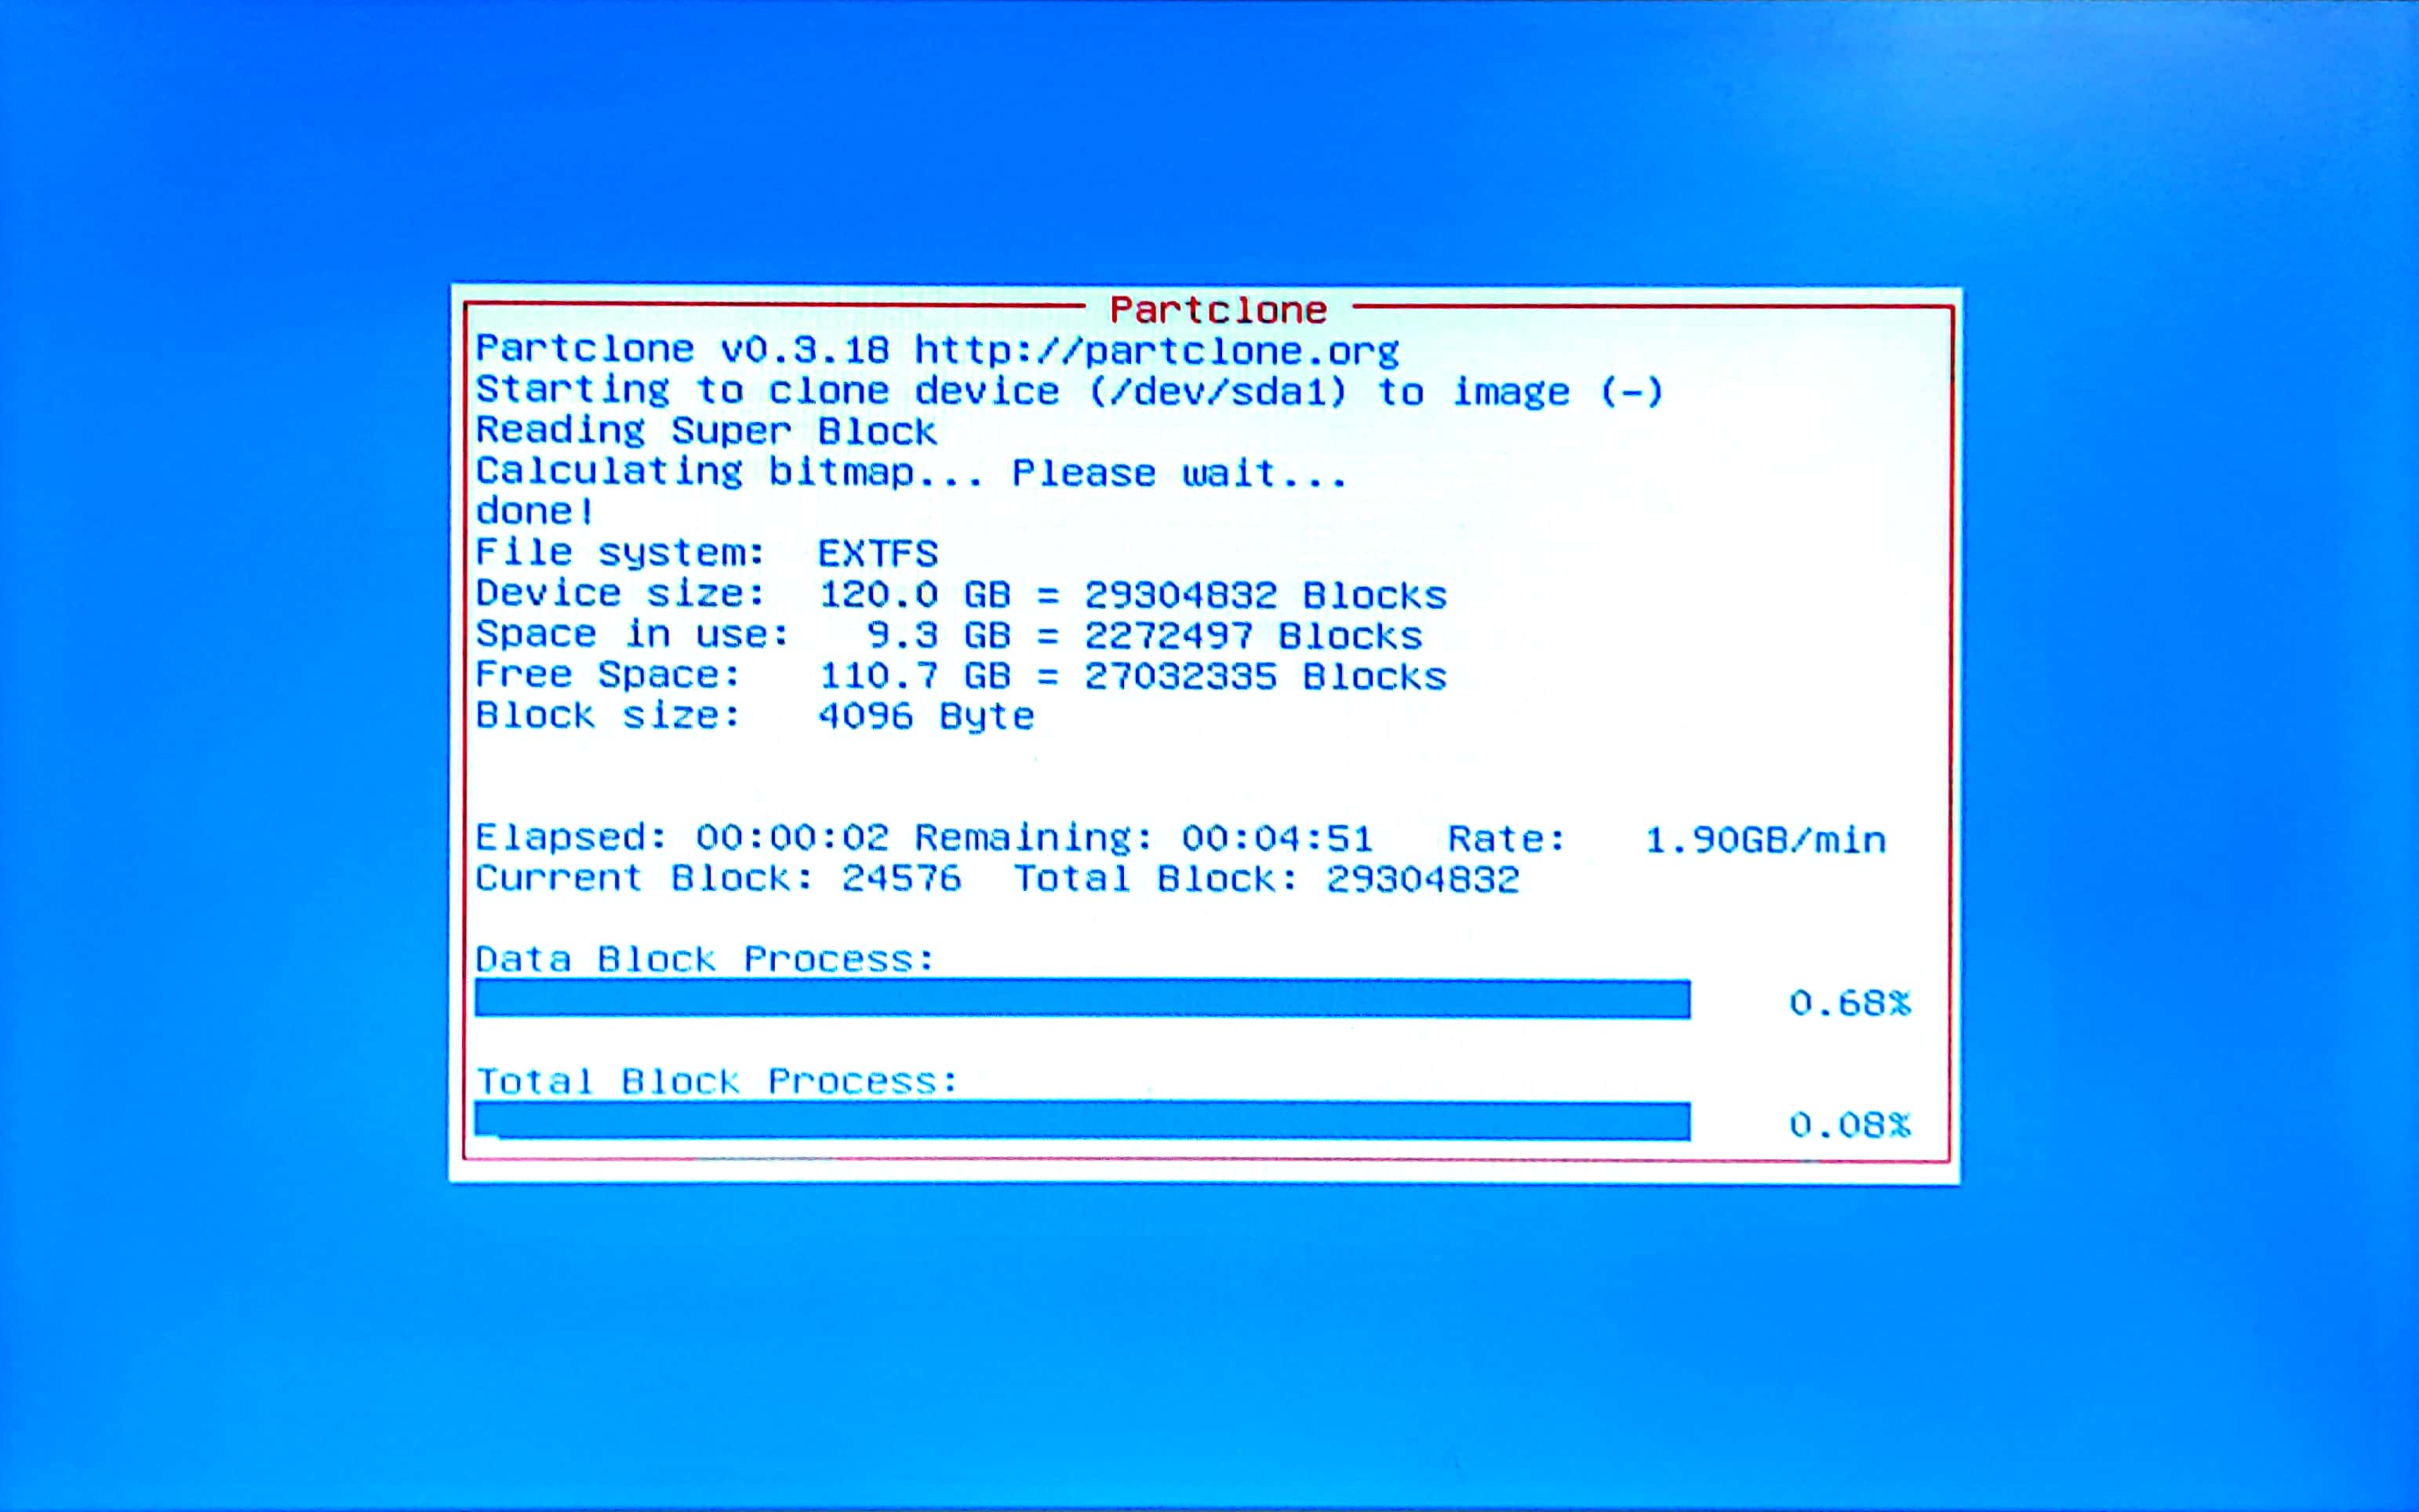 Partclone
Partclone v0.3.18 http://partclone.org
Starting to clone device (/dev/sda1) to image (-)
Reading Super Block
Calculating bitmap... Please wait...
done!
File system:  EXTFS
Device size:  120.0 GB = 29304832 Blocks
Space in use:   9.3 GB = 2272497 Blocks
Free Space:   110.7 GB = 27032335 Blocks
Block size:   4096 Byte
Elapsed: 00:00:02 Remaining: 00:04:51   Rate:   1.90GB/min
Current Block: 24576  Total Block: 29304832
Data Block Process:
0.68%
Total Block Process:
0.08%